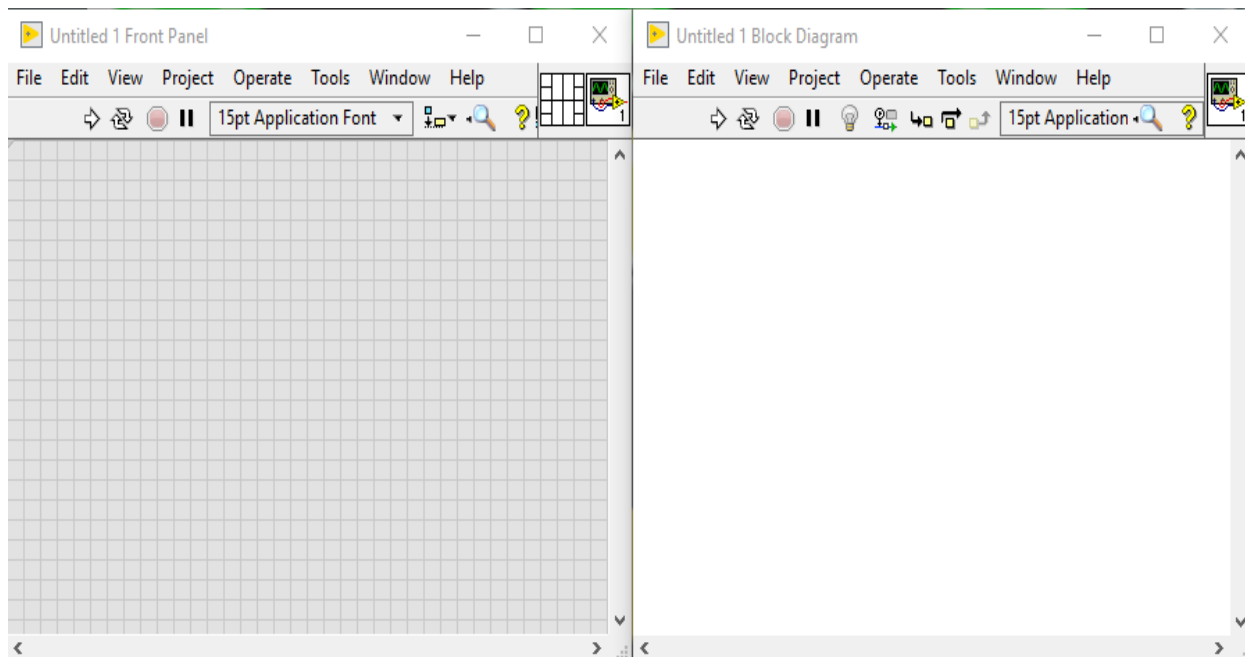 Untitled 1 Front Panel
File Edit View Project Operate Tools Window Help
15pt Application Font
1
Untitled 1 Block Diagram
File Edit View Project Operate Tools Window Help
15pt Application
1